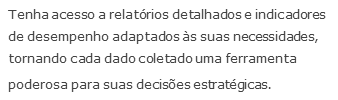 Tenha acesso a relatórios detalhados e indicadores
de desempenho adaptados às suas necessidades,
tornando cada dado coletado uma ferramenta
poderosa para suas decisões estratégicas.